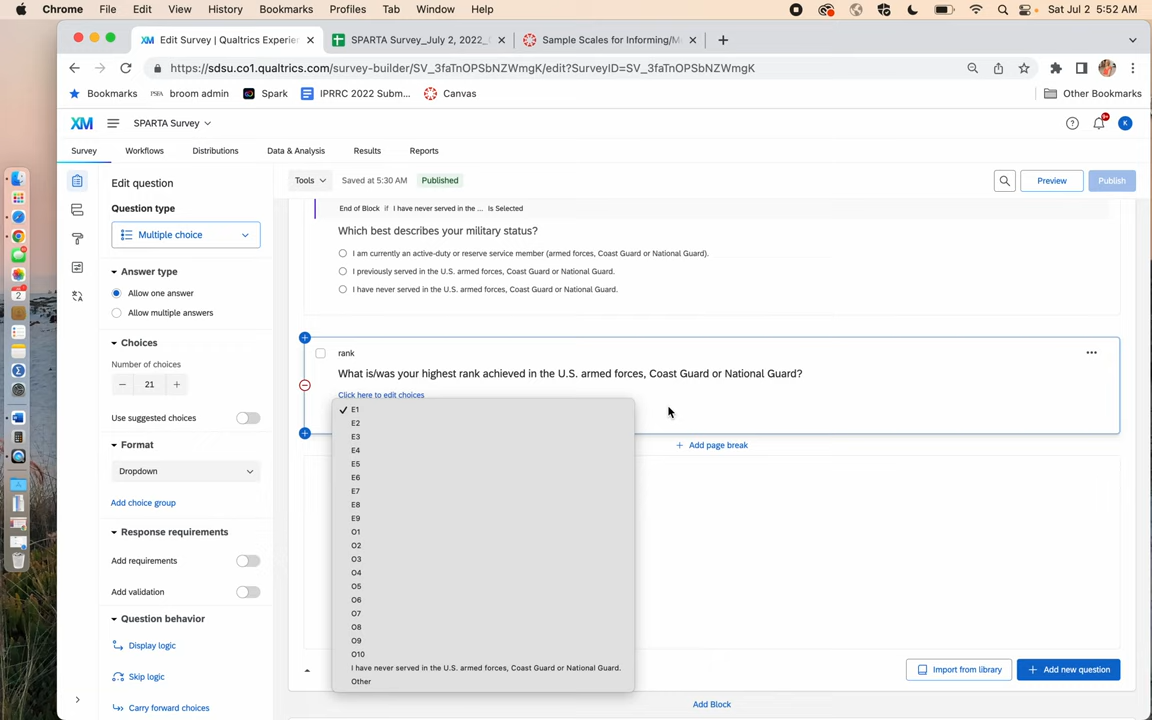 Chrome File Edit View History Bookmarks Profiles Tab Window Help Sat Jul 2 5:52 AM
XM Edit Survey | Qualtrics Experien
SPARTA Survey_July 2, 2022_
Sample Scales for Informing/M
https://sdsu.co1.qualtrics.com/survey-builder/SV_3faTnOPSbNZWmgK/edit?SurveyID=SV_3faTnOPSbNZWmgK
Bookmarks broom admin Spark IPRRC 2022 Subm... Canvas Other Bookmarks
XM SPARTA Survey K
Survey Workflows Distributions Data & Analysis Results Reports
Edit question
Tools Saved at 5:30 AM Published Preview Publish
Question type
Multiple choice
Answer type
Allow one answer
Allow multiple answers
Choices
Number of choices
21
Use suggested choices
Format
Dropdown
Add choice group
Response requirements
Add requirements
Add validation
Question behavior
Display logic
Skip logic
Carry forward choices
End of Block if I have never served in the ... Is Selected
Which best describes your military status?
I am currently an active-duty or reserve service member (armed forces, Coast Guard or National Guard).
I previously served in the U.S. armed forces, Coast Guard or National Guard.
I have never served in the U.S. armed forces, Coast Guard or National Guard.
rank
What is/was your highest rank achieved in the U.S. armed forces, Coast Guard or National Guard?
Click here to edit choices
E1
E2
E3
E4
E5
E6
E7
E8
E9
O1
O2
O3
O4
O5
O6
O7
O8
O9
O10
I have never served in the U.S. armed forces, Coast Guard or National Guard.
Other
Add page break
Import from library
Add new question
Add Block